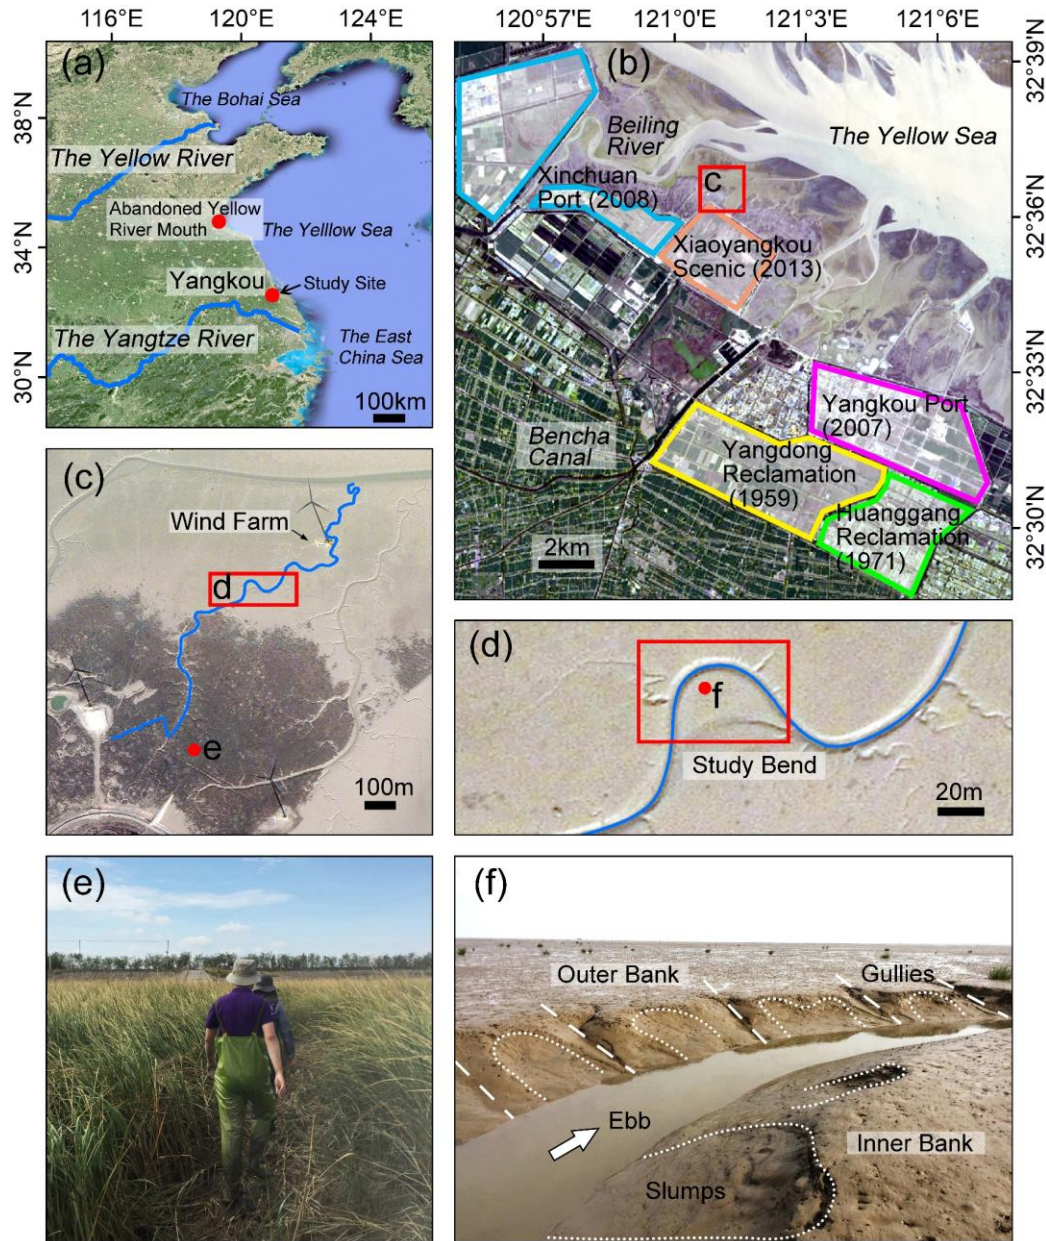 116°E
120°E
124°E
120°57'E
121°0'E
121°3'E
121°6'E
(a)
The Bohai Sea
38°N
The Yellow River
Abandoned Yellow
River Mouth
The Yelllow Sea
34°N
Yangkou
Study Site
The Yangtze River
The East
China Sea
30°N
100km
(b)
32°39'N
Beiling
River
The Yellow Sea
Xinchuan
Port (2008)
c
32°36'N
Xiaoyangkou
Scenic (2013)
32°33'N
Yangkou Port
(2007)
Bencha
Canal
Yangdong
Reclamation
(1959)
Huanggang
Reclamation
(1971)
32°30'N
2km
(c)
Wind Farm
d
e
100m
(d)
f
Study Bend
20m
(e)
(f)
Outer Bank
Gullies
Ebb
Inner Bank
Slumps